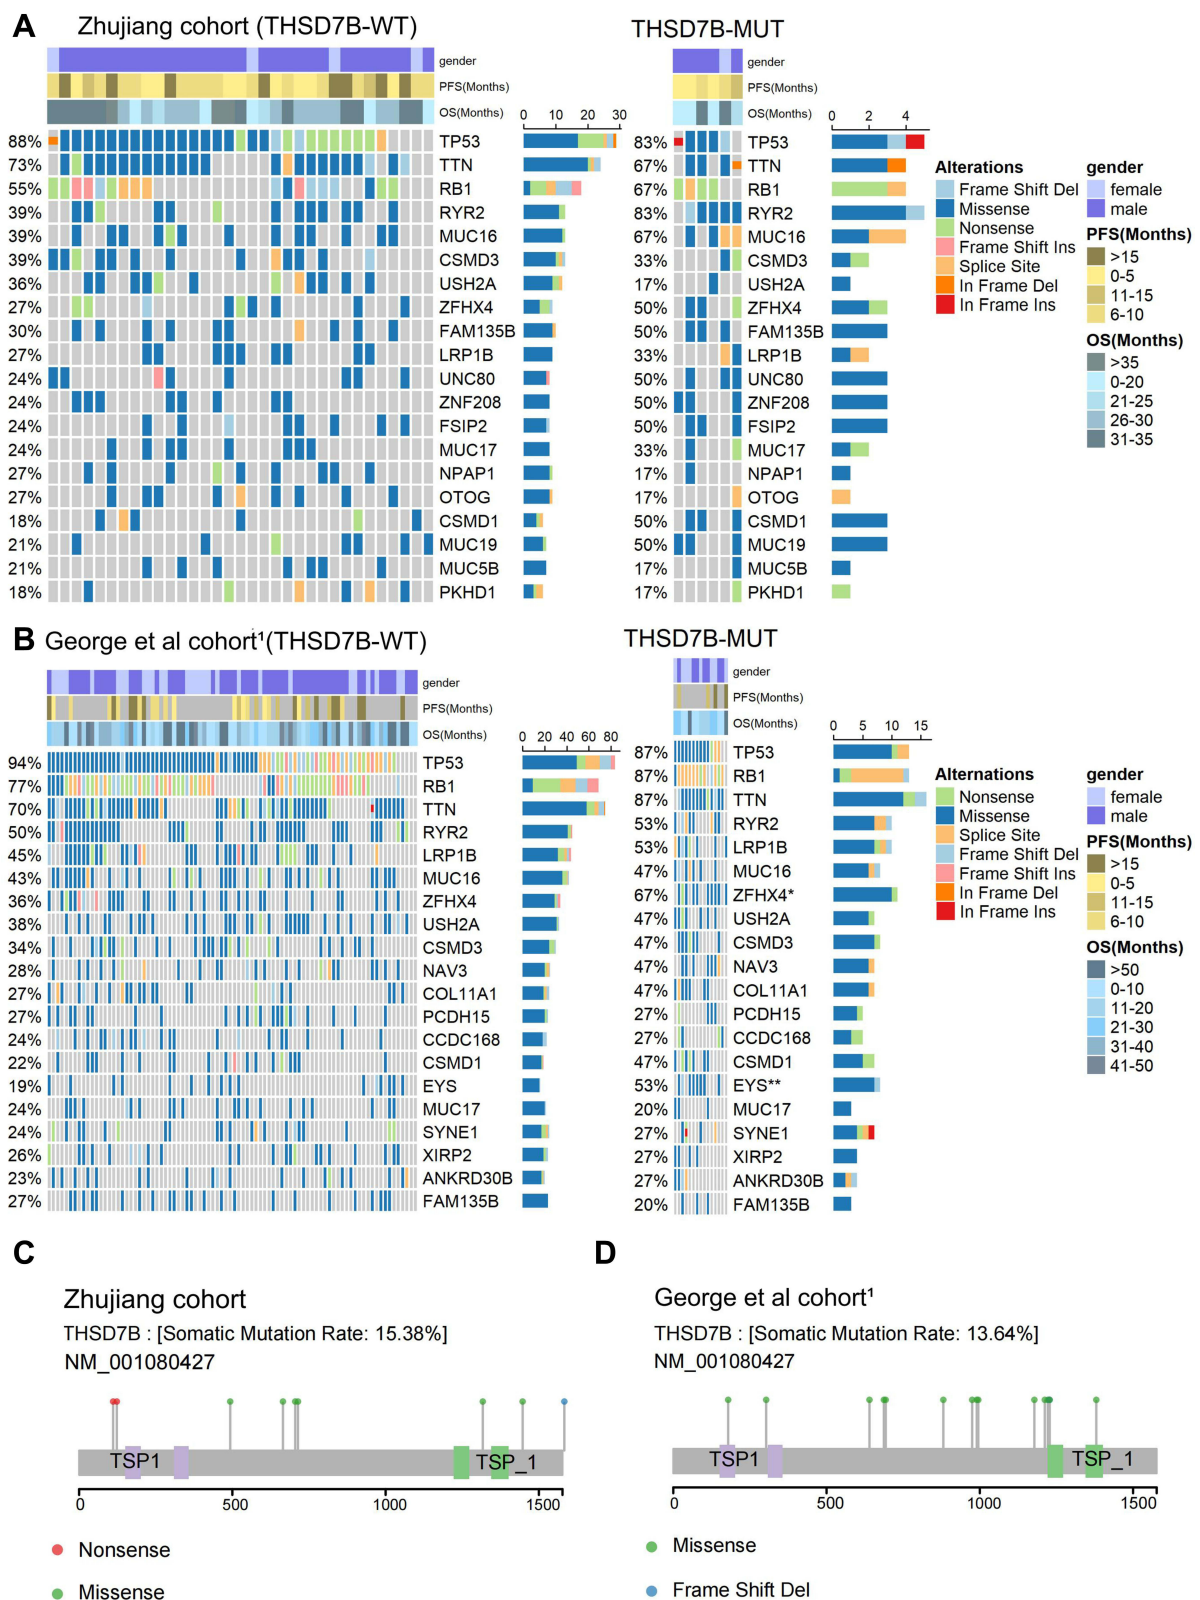 A Zhujiang cohort (THSD7B-WT) THSD7B-MUT
gender gender
PFS(Months) PFS(Months)
OS(Months) OS(Months)
0 10 20 30 0 2 4
88% TP53 83% TP53
73% TTN 67% TTN
55% RB1 67% RB1
39% RYR2 83% RYR2
39% MUC16 67% MUC16
39% CSMD3 33% CSMD3
36% USH2A 17% USH2A
27% ZFHX4 50% ZFHX4
30% FAM135B 50% FAM135B
27% LRP1B 33% LRP1B
24% UNC80 50% UNC80
24% ZNF208 50% ZNF208
24% FSIP2 50% FSIP2
24% MUC17 33% MUC17
27% NPAP1 17% NPAP1
27% OTOG 17% OTOG
18% CSMD1 50% CSMD1
21% MUC19 50% MUC19
21% MUC5B 17% MUC5B
18% PKHD1 17% PKHD1
Alterations
Frame Shift Del
Missense
Nonsense
Frame Shift Ins
Splice Site
In Frame Del
In Frame Ins
gender
female
male
PFS(Months)
>15
0-5
11-15
6-10
OS(Months)
>35
0-20
21-25
26-30
31-35
B George et al cohort¹(THSD7B-WT) THSD7B-MUT
gender gender
PFS(Months) PFS(Months)
OS(Months) OS(Months)
0 20 40 60 80 0 5 10 15
94% TP53 87% TP53
77% RB1 87% RB1
70% TTN 87% TTN
50% RYR2 53% RYR2
45% LRP1B 53% LRP1B
43% MUC16 47% MUC16
36% ZFHX4 67% ZFHX4*
38% USH2A 47% USH2A
34% CSMD3 47% CSMD3
28% NAV3 47% NAV3
27% COL11A1 47% COL11A1
27% PCDH15 27% PCDH15
24% CCDC168 27% CCDC168
22% CSMD1 47% CSMD1
19% EYS 53% EYS**
24% MUC17 20% MUC17
24% SYNE1 27% SYNE1
26% XIRP2 27% XIRP2
23% ANKRD30B 27% ANKRD30B
27% FAM135B 20% FAM135B
Alternations
Nonsense
Missense
Splice Site
Frame Shift Del
Frame Shift Ins
In Frame Del
In Frame Ins
gender
female
male
PFS(Months)
>15
0-5
11-15
6-10
OS(Months)
>50
0-10
11-20
21-30
31-40
41-50
C
Zhujiang cohort
THSD7B : [Somatic Mutation Rate: 15.38%]
NM_001080427
TSP1 TSP_1
0 500 1000 1500
Nonsense
Missense
D
George et al cohort¹
THSD7B : [Somatic Mutation Rate: 13.64%]
NM_001080427
TSP1 TSP_1
0 500 1000 1500
Missense
Frame Shift Del